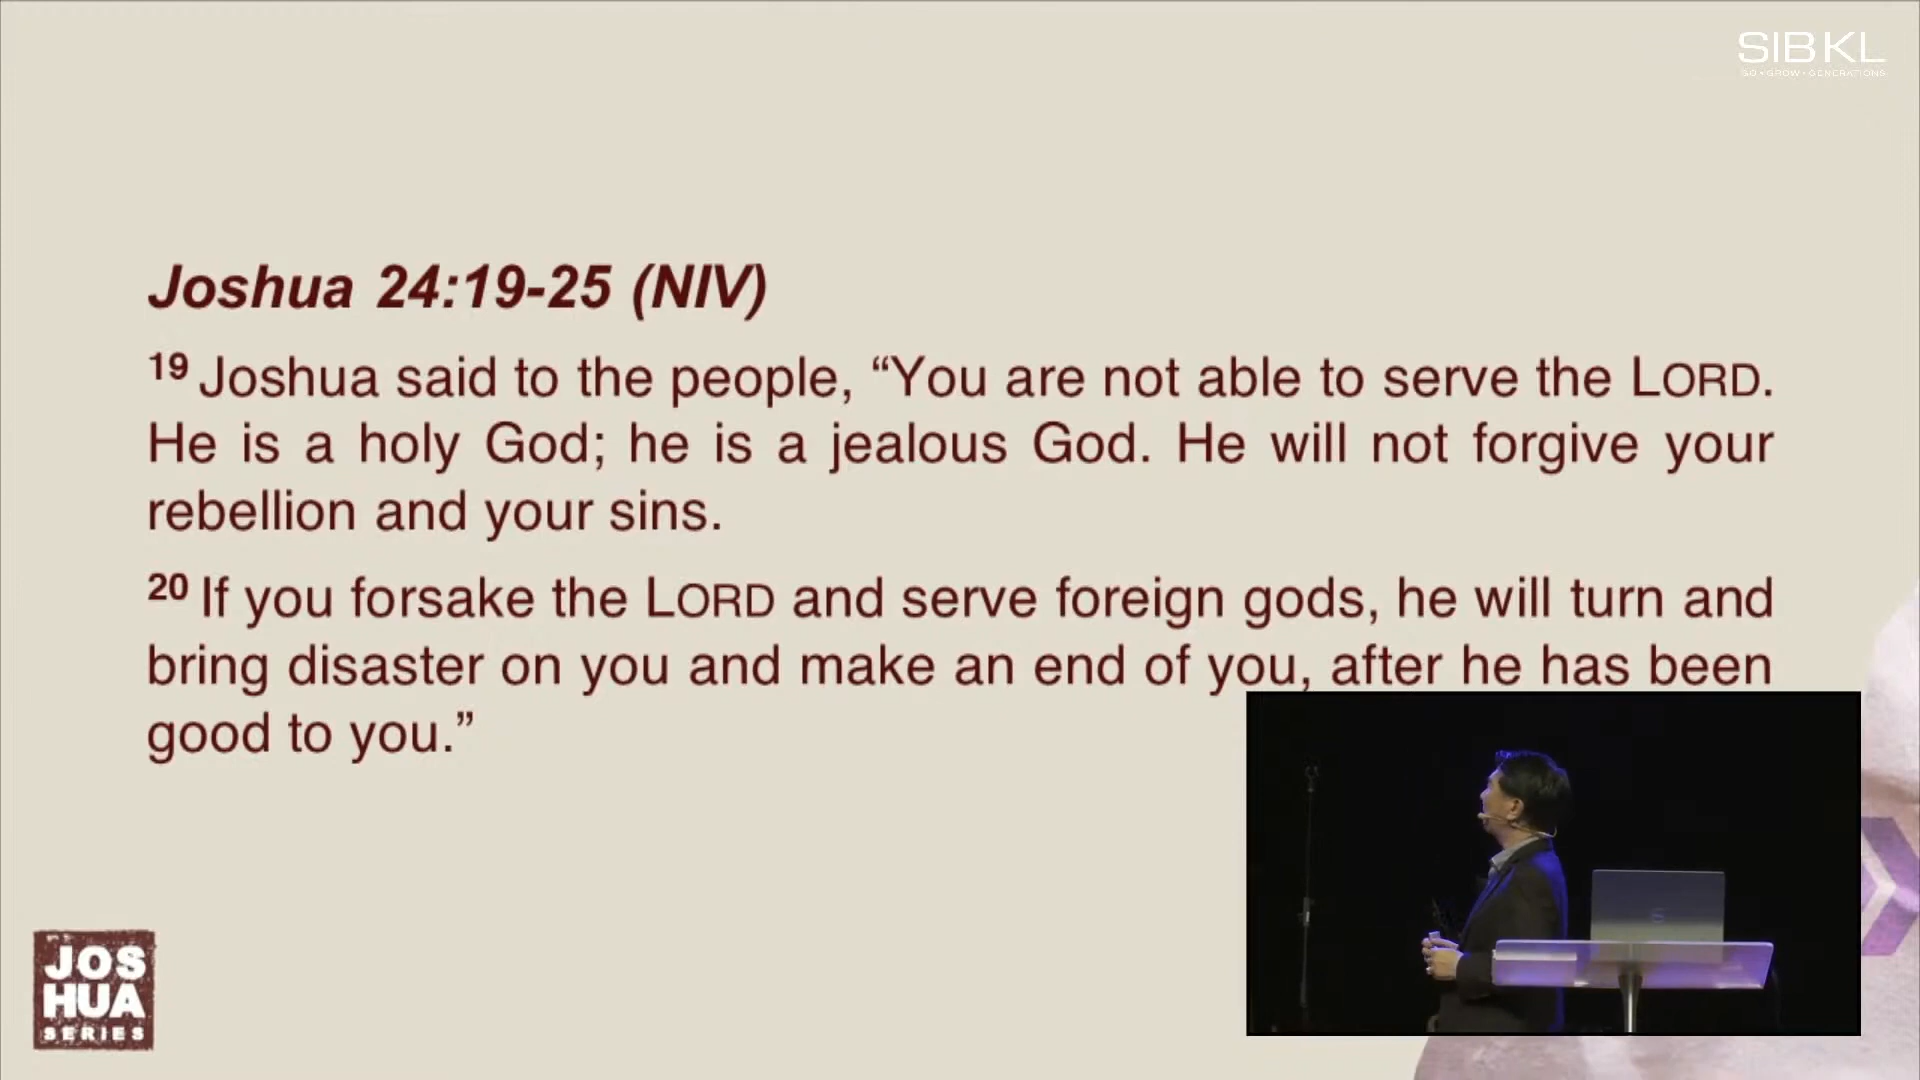 SIBKL
GO • GROW • GENERATIONS
Joshua 24:19-25 (NIV)
19 Joshua said to the people, “You are not able to serve the LORD.
He is a holy God; he is a jealous God. He will not forgive your
rebellion and your sins.
20 If you forsake the LORD and serve foreign gods, he will turn and
bring disaster on you and make an end of you, after he has been
good to you.”
JOS
HUA
SERIES